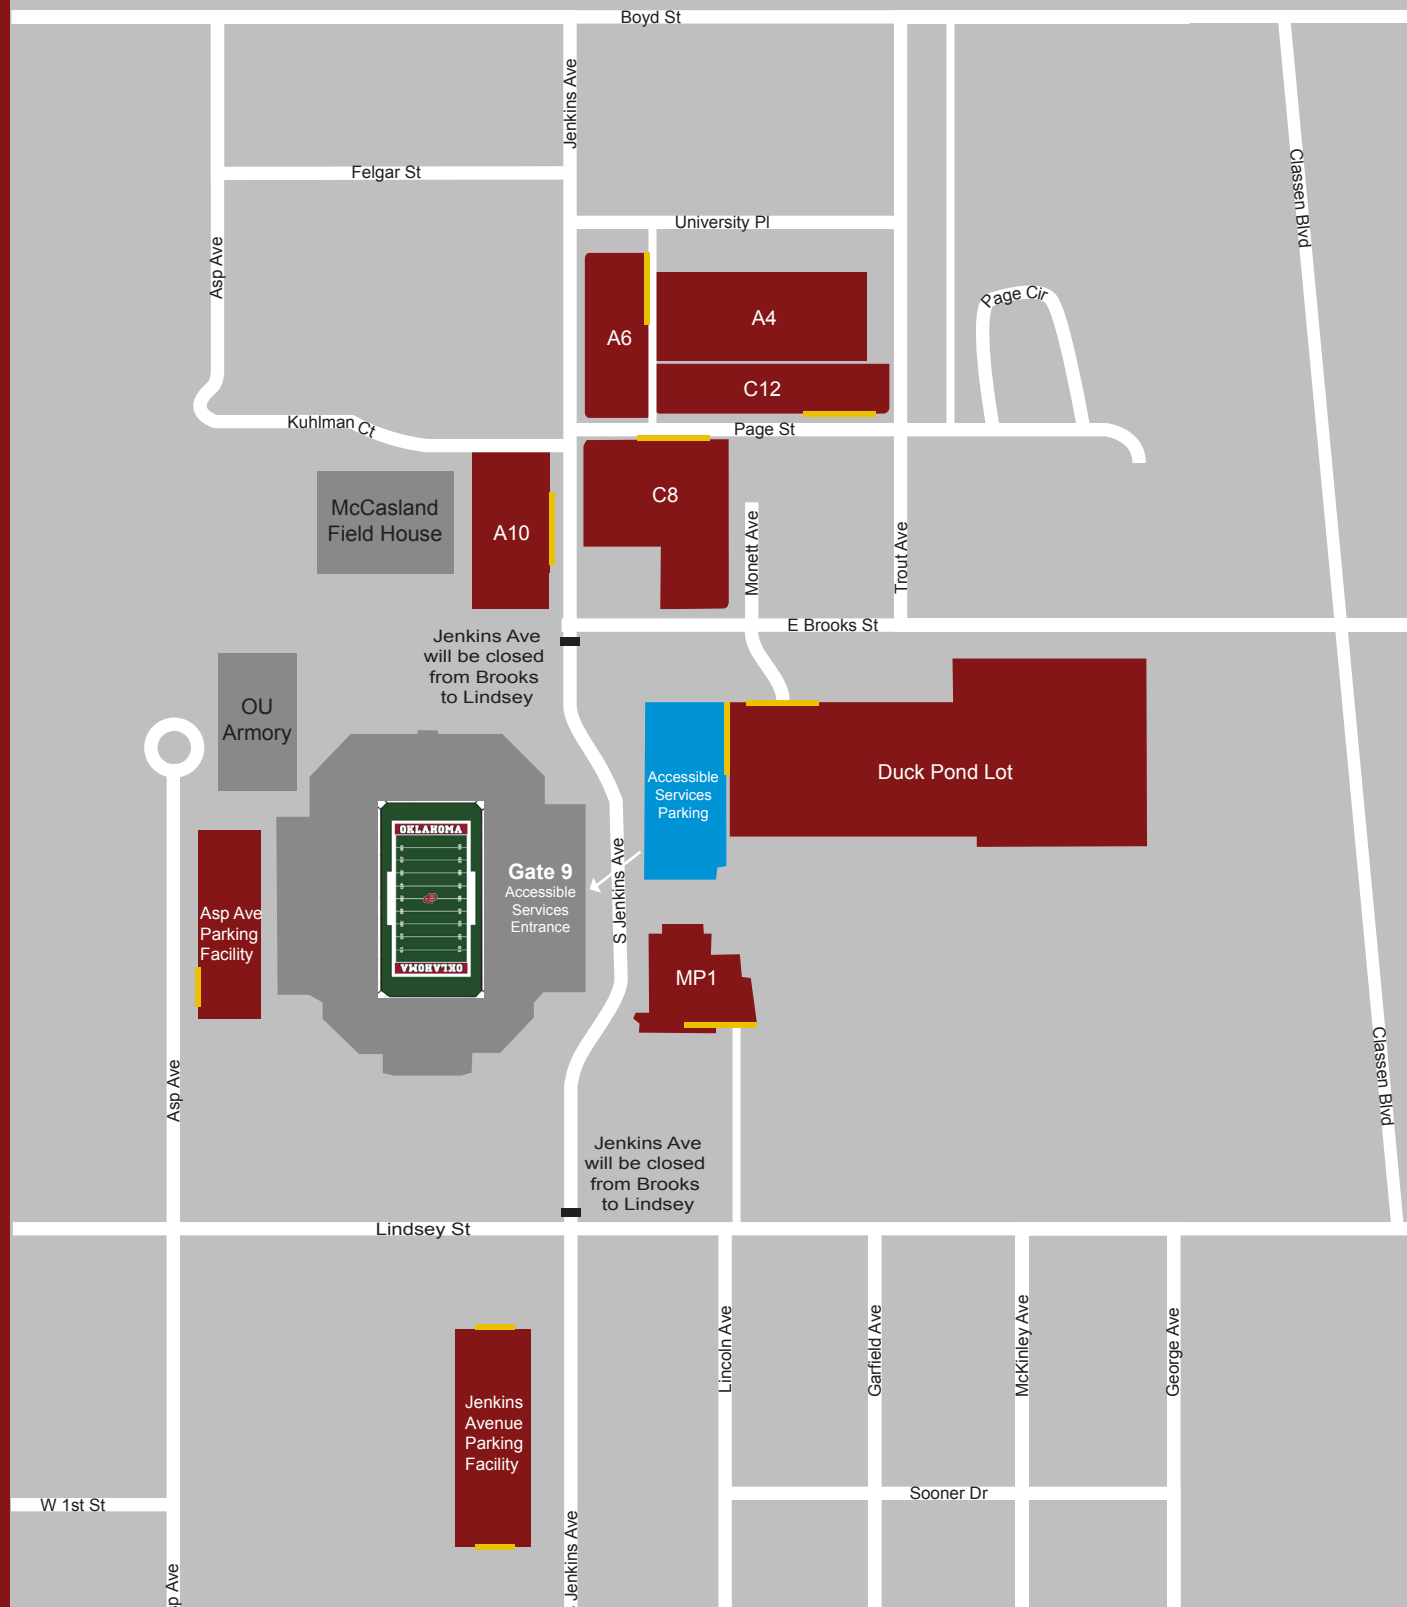 Boyd St
Jenkins Ave
Felgar St
Classen Blvd
University Pl
Asp Ave
Page Cir
A6
A4
C12
Kuhlman Ct
Page St
McCasland
Field House
A10
C8
Monett Ave
Trout Ave
E Brooks St
Jenkins Ave
will be closed
from Brooks
to Lindsey
OU
Armory
Accessible
Services
Parking
Duck Pond Lot
OKLAHOMA
Gate 9
Accessible
Services
Entrance
S Jenkins Ave
Asp Ave
Parking
Facility
OKLAHOMA
MP1
Asp Ave
Classen Blvd
Jenkins Ave
will be closed
from Brooks
to Lindsey
Lindsey St
Lincoln Ave
Garfield Ave
McKinley Ave
George Ave
Jenkins
Avenue
Parking
Facility
W 1st St
Sooner Dr
Jenkins Ave
Ave